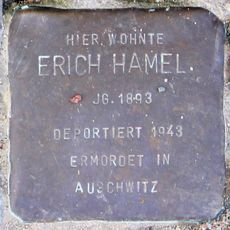 HIER WOHNTE
ERICH HAMEL
JG. 1893
DEPORTIERT 1943
ERMORDET IN
AUSCHWITZ